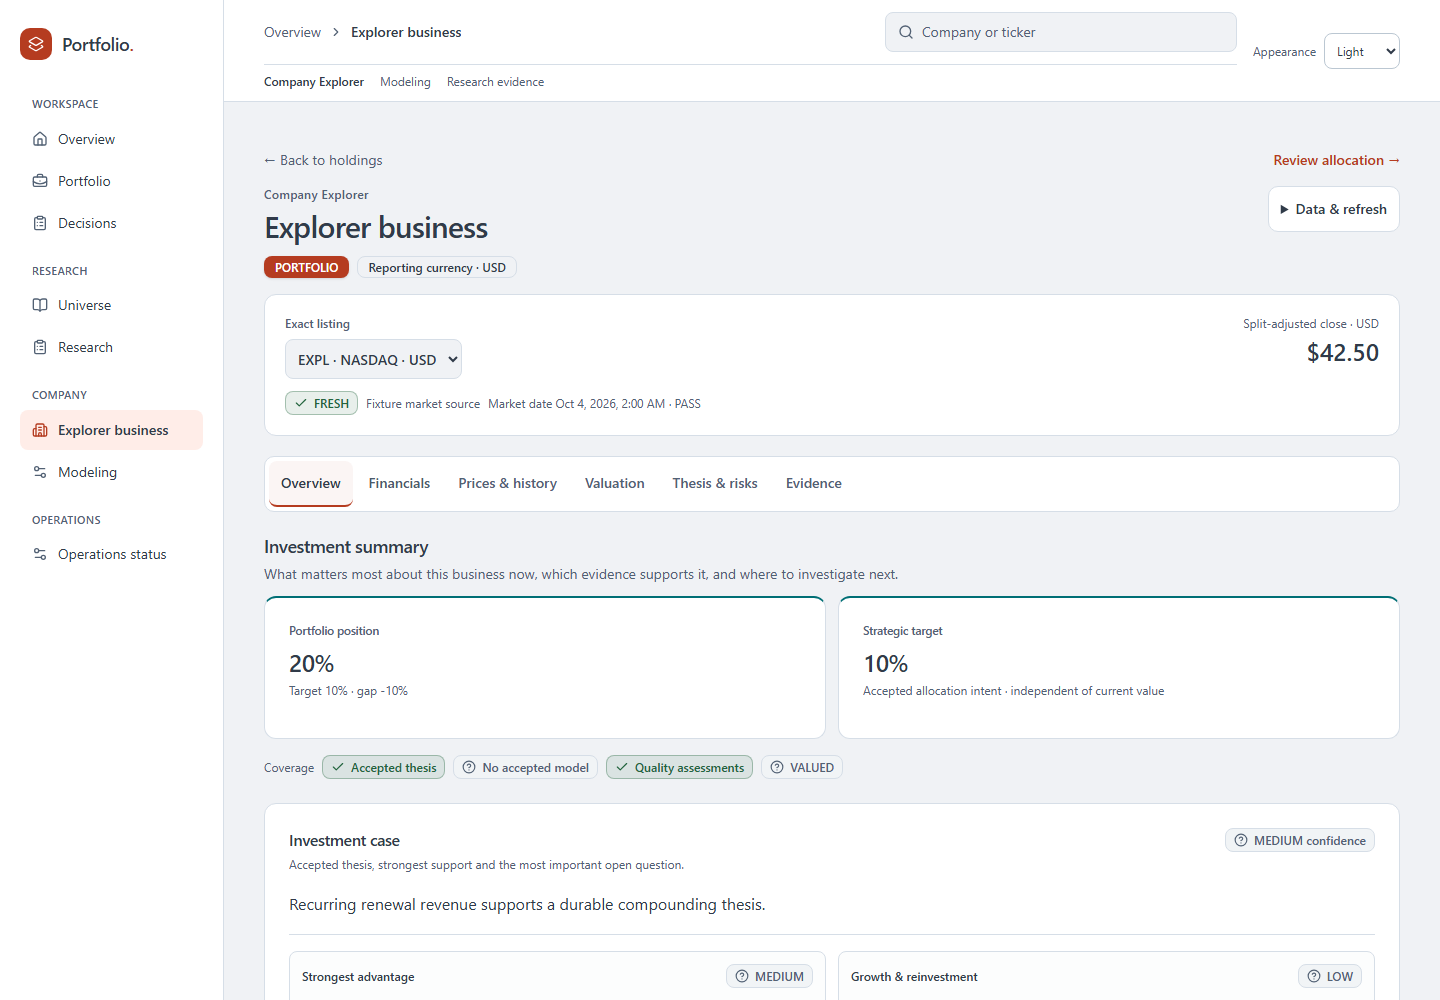 Portfolio.
WORKSPACE
Overview
Portfolio
Decisions
RESEARCH
Universe
Research
COMPANY
Explorer business
Modeling
OPERATIONS
Operations status
Overview > Explorer business
Company or ticker
Appearance Light
Company Explorer Modeling Research evidence
← Back to holdings
Review allocation →
Company Explorer
Explorer business
Data & refresh
PORTFOLIO Reporting currency · USD
Exact listing
EXPL · NASDAQ · USD
Split-adjusted close · USD
$42.50
FRESH Fixture market source Market date Oct 4, 2026, 2:00 AM · PASS
Overview Financials Prices & history Valuation Thesis & risks Evidence
Investment summary
What matters most about this business now, which evidence supports it, and where to investigate next.
Portfolio position
20%
Target 10% · gap -10%
Strategic target
10%
Accepted allocation intent · independent of current value
Coverage Accepted thesis No accepted model Quality assessments VALUED
Investment case
MEDIUM confidence
Accepted thesis, strongest support and the most important open question.
Recurring renewal revenue supports a durable compounding thesis.
Strongest advantage MEDIUM
Growth & reinvestment LOW